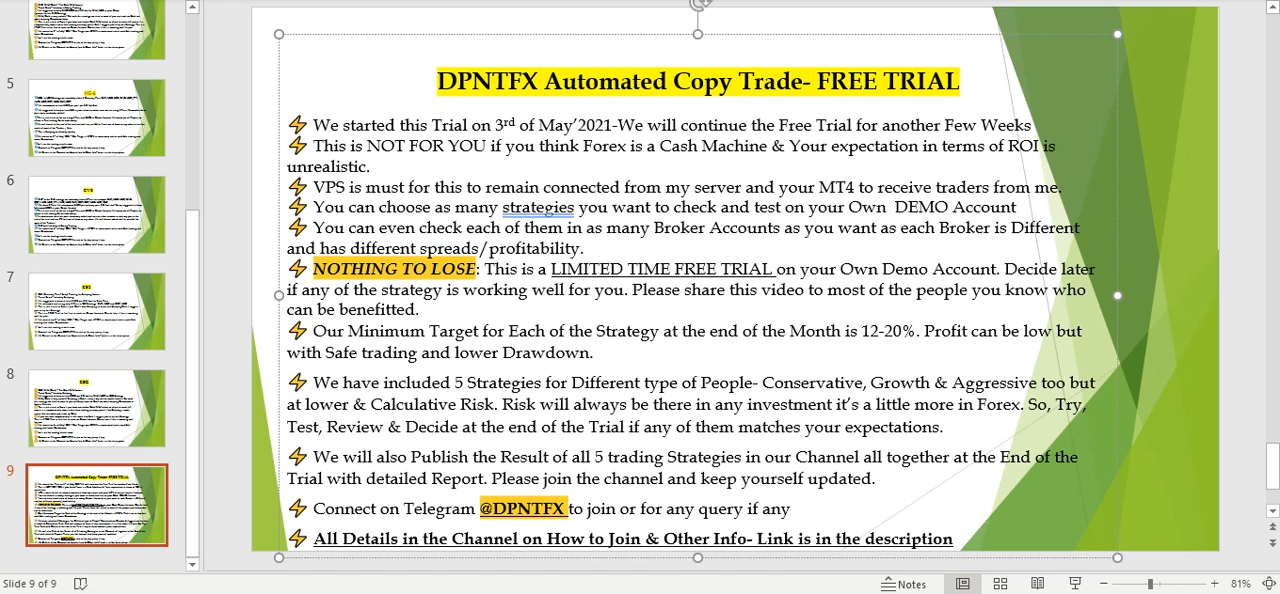 DPNTFX Automated Copy Trade- FREE TRIAL
⚡ We started this Trial on 3rd of May’2021-We will continue the Free Trial for another Few Weeks
⚡ This is NOT FOR YOU if you think Forex is a Cash Machine & Your expectation in terms of ROI is
unrealistic.
⚡ VPS is must for this to remain connected from my server and your MT4 to receive traders from me.
⚡ You can choose as many strategies you want to check and test on your Own DEMO Account
⚡ You can even check each of them in as many Broker Accounts as you want as each Broker is Different
and has different spreads/profitability.
⚡ NOTHING TO LOSE: This is a LIMITED TIME FREE TRIAL on your Own Demo Account. Decide later
if any of the strategy is working well for you. Please share this video to most of the people you know who
can be benefitted.
⚡ Our Minimum Target for Each of the Strategy at the end of the Month is 12-20%. Profit can be low but
with Safe trading and lower Drawdown.
⚡ We have included 5 Strategies for Different type of People- Conservative, Growth & Aggressive too but
at lower & Calculative Risk. Risk will always be there in any investment it’s a little more in Forex. So, Try,
Test, Review & Decide at the end of the Trial if any of them matches your expectations.
⚡ We will also Publish the Result of all 5 trading Strategies in our Channel all together at the End of the
Trial with detailed Report. Please join the channel and keep yourself updated.
⚡ Connect on Telegram @DPNTFX to join or for any query if any
⚡ All Details in the Channel on How to Join & Other Info- Link is in the description
5
6
7
8
9
Slide 9 of 9
Notes
81%